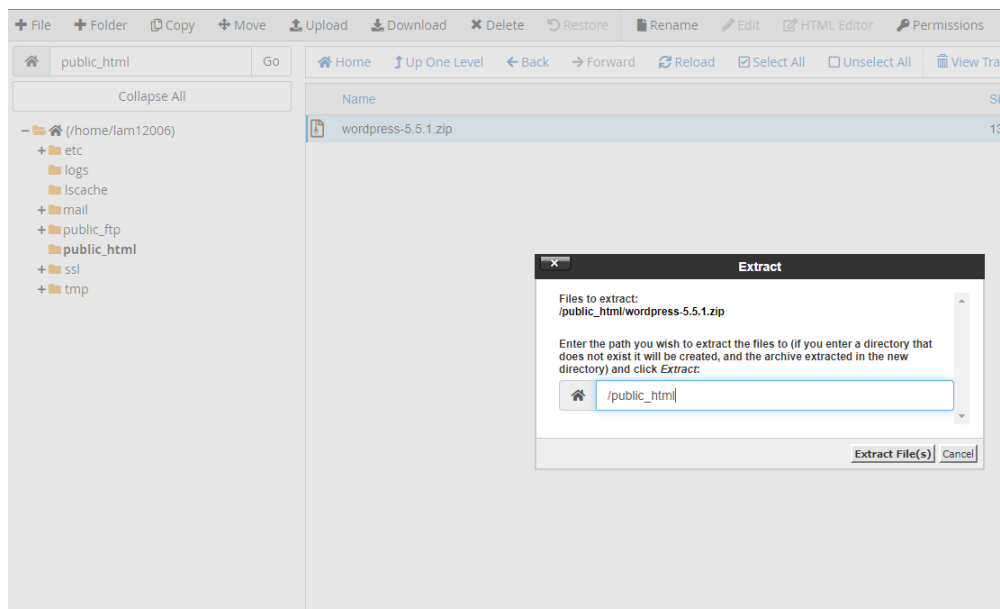 File Folder Copy Move Upload Download Delete Restore Rename Edit HTML Editor Permissions
public_html Go Home Up One Level Back Forward Reload Select All Unselect All View Tra
Collapse All
Name Si
(/home/lam12006)
wordpress-5.5.1.zip 13
etc
logs
lscache
mail
public_ftp
public_html
ssl
tmp
Extract
Files to extract:
/public_html/wordpress-5.5.1.zip
Enter the path you wish to extract the files to (if you enter a directory that
does not exist it will be created, and the archive extracted in the new
directory) and click Extract:
/public_html
Extract File(s) Cancel